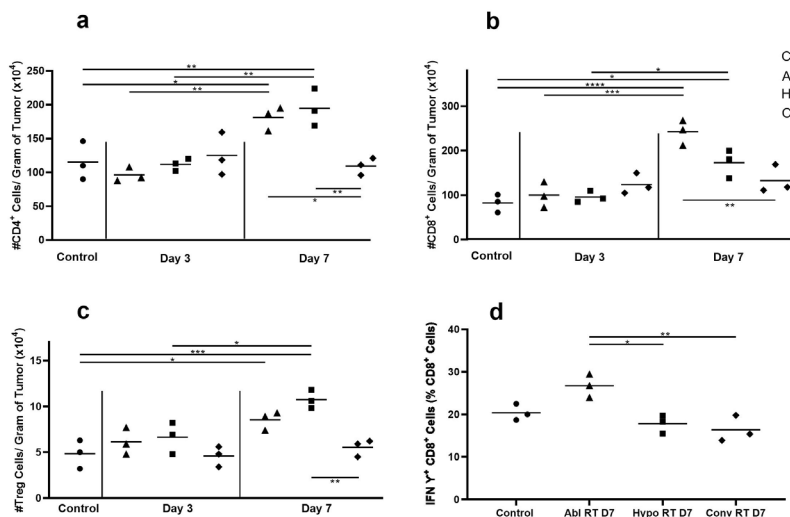 a
#CD4+ Cells/ Gram of Tumor (x10⁴)
250
200
150
100
50
0
**
*
**
**
**
*
Control
Day 3
Day 7
b
#CD8+ Cells/ Gram of Tumor (x10⁴)
300
200
100
0
*
*
****
***
**
Control
Day 3
Day 7
C
A
H
C
c
#Treg Cells/ Gram of Tumor (x10⁴)
15
10
5
0
*
***
*
**
Control
Day 3
Day 7
d
IFN Y+ CD8+ Cells (% CD8+ Cells)
40
30
20
10
0
**
*
Control
Abl RT D7
Hypo RT D7
Conv RT D7